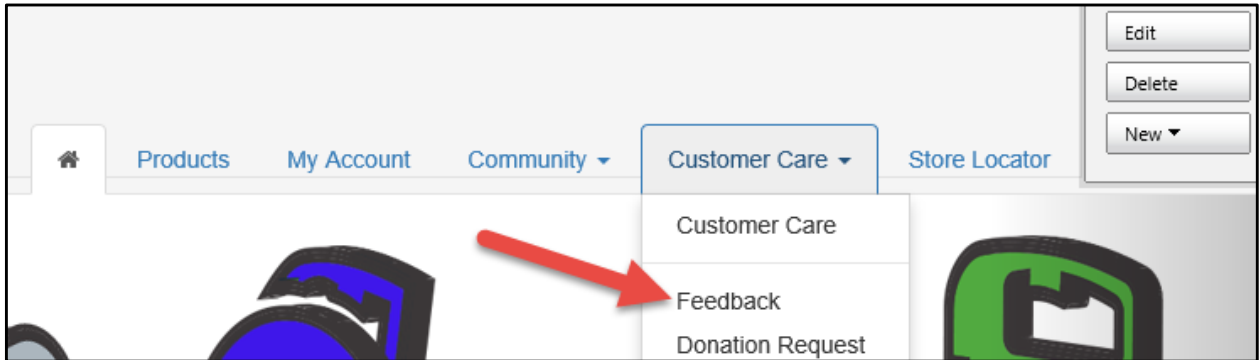 Edit
Delete
New
Products My Account Community Customer Care Store Locator
Customer Care
Feedback
Donation Request